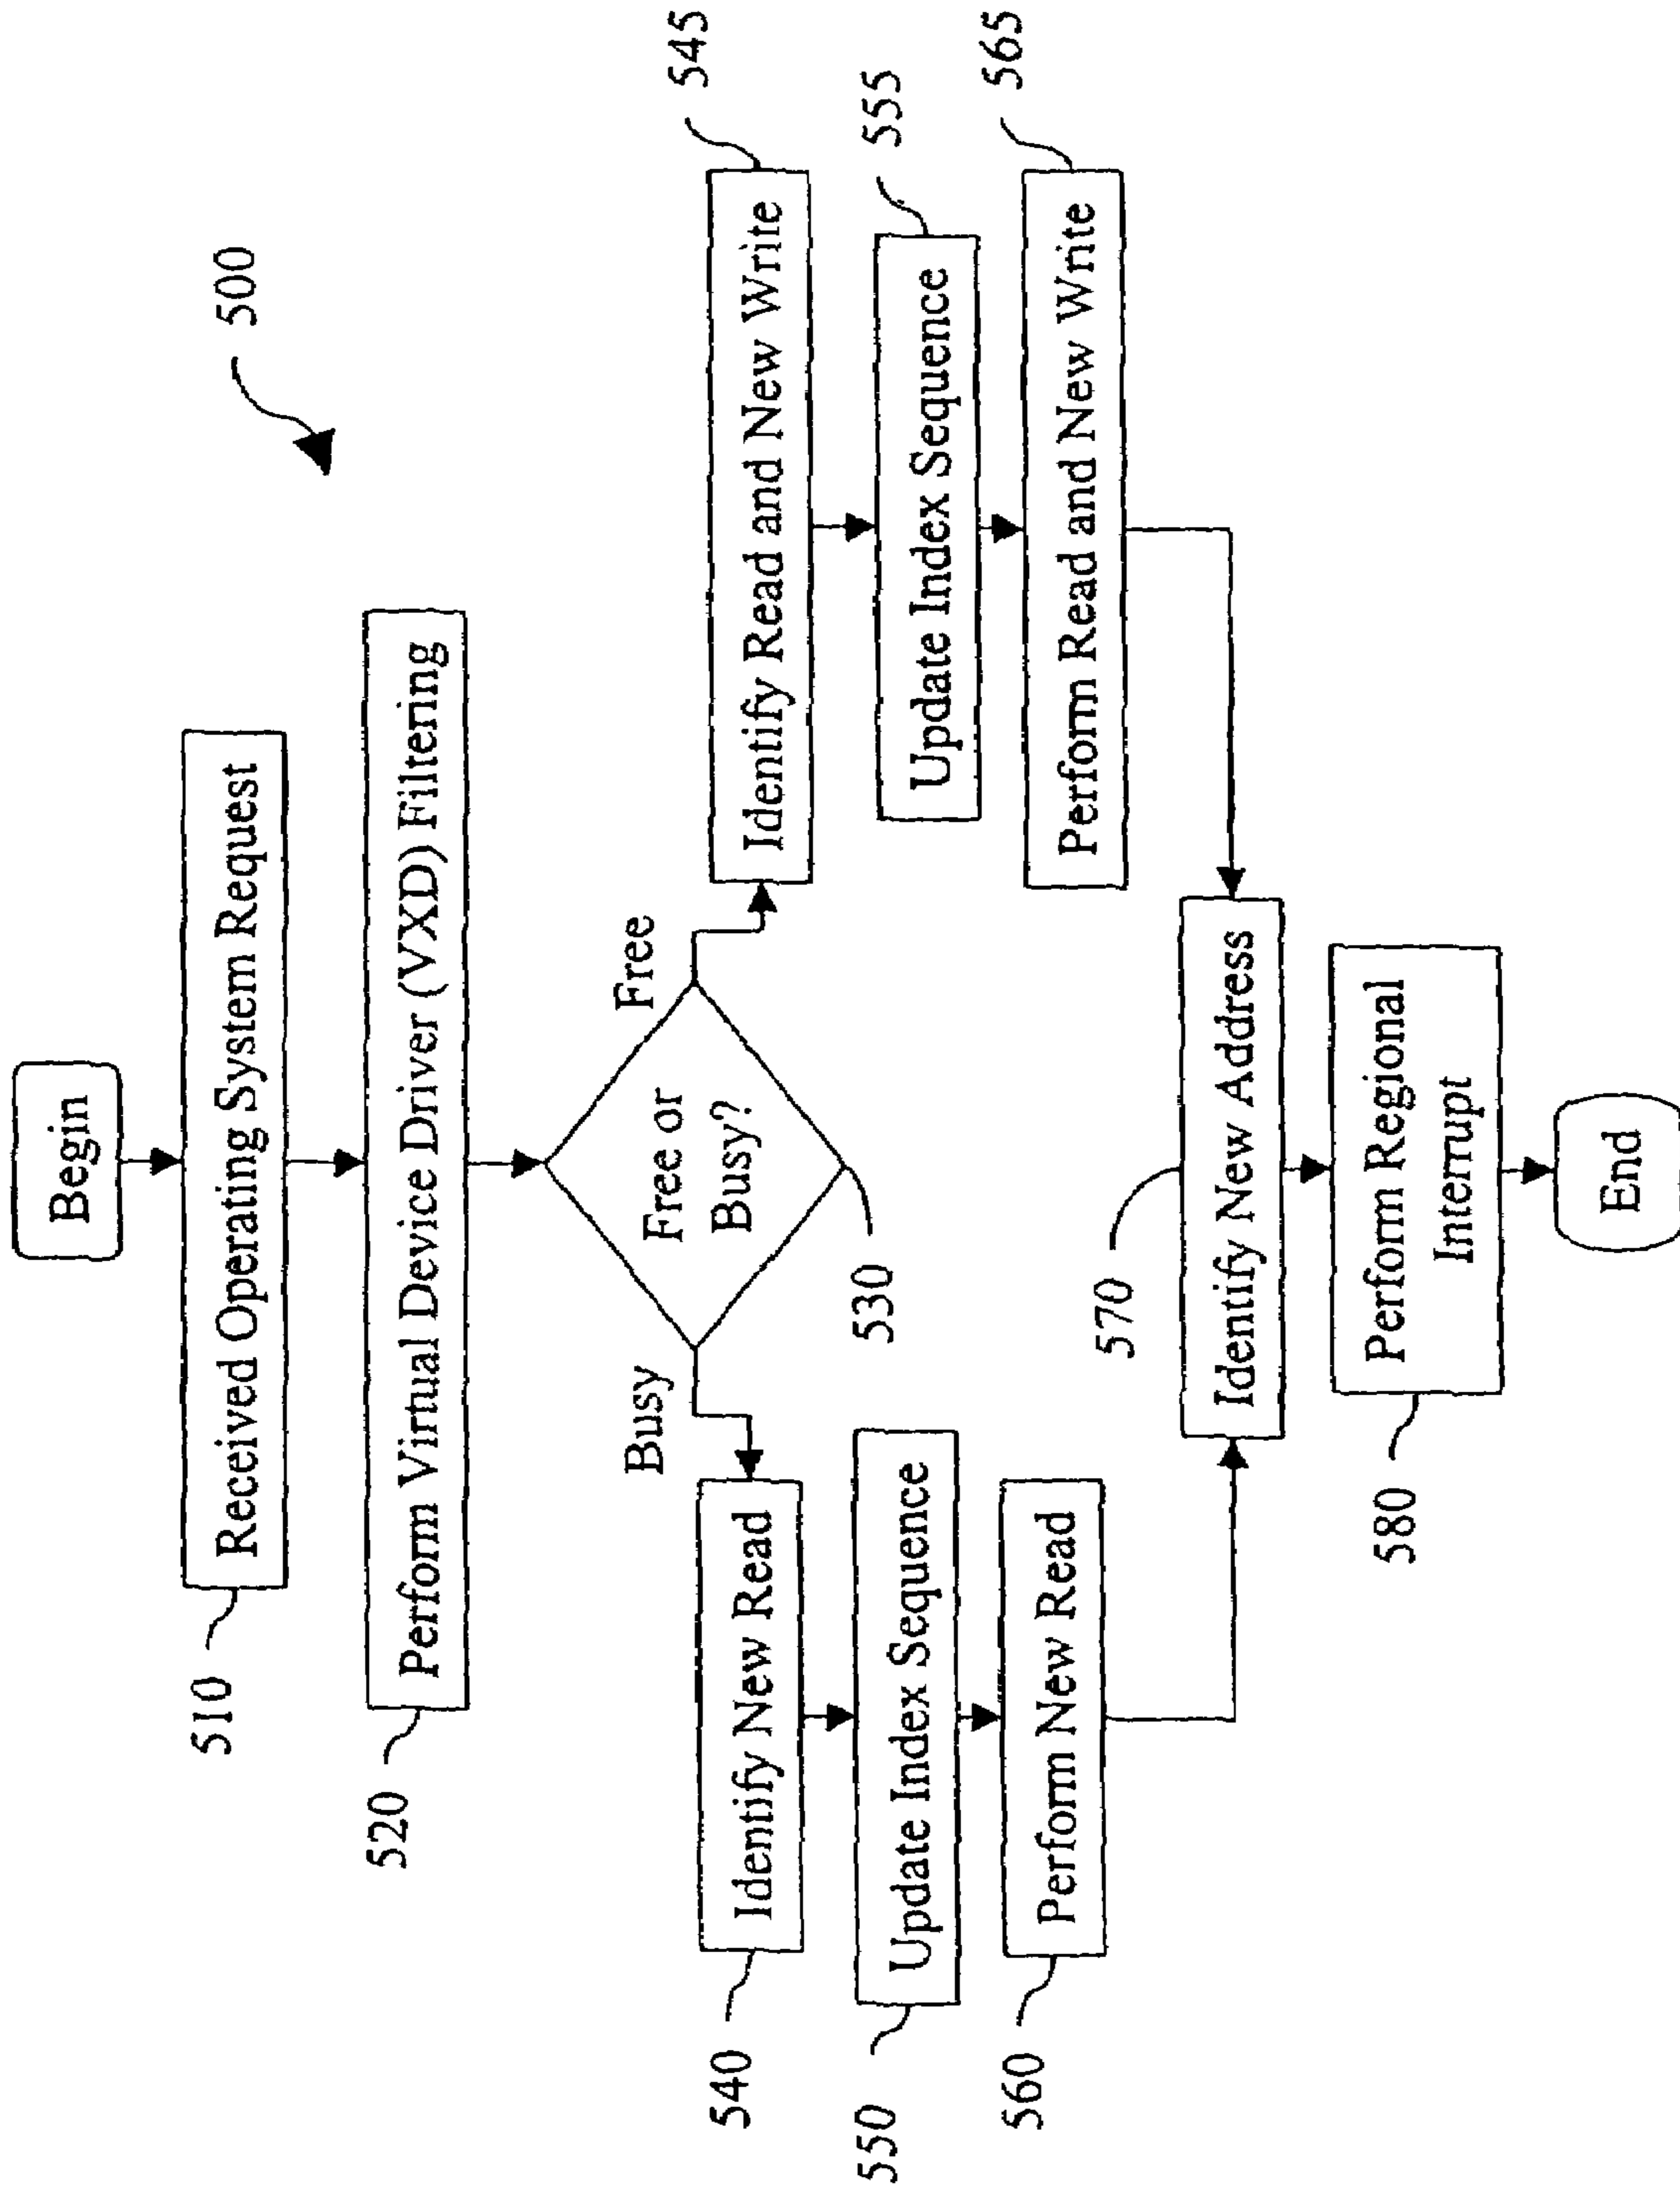 500
Begin
510
Received Operating System Request
520
Perform Virtual Device Driver (VXD) Filtering
Busy
Free
Free or
Busy?
530
540
Identify New Read
545
Identify Read and New Write
550
Update Index Sequence
555
Update Index Sequence
560
Perform New Read
565
Perform Read and New Write
570
Identify New Address
580
Perform Regional
Interrupt
End